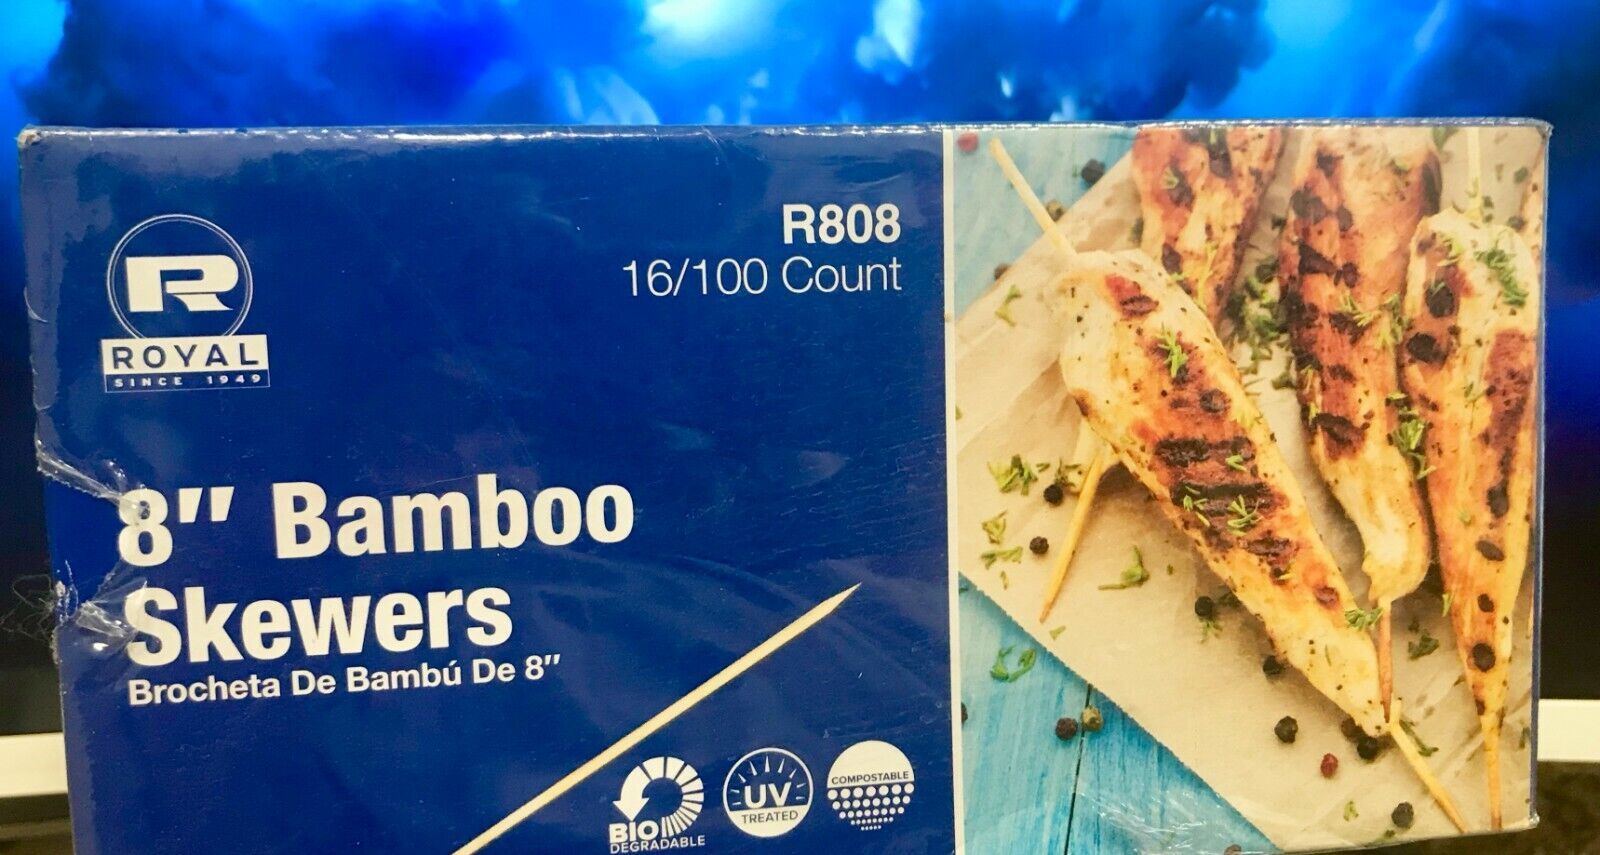 R
ROYAL
SINCE 1949
R808
16/100 Count
8" Bamboo
Skewers
Brocheta De Bambú De 8"
BIO
DEGRADABLE
UV
TREATED
COMPOSTABLE